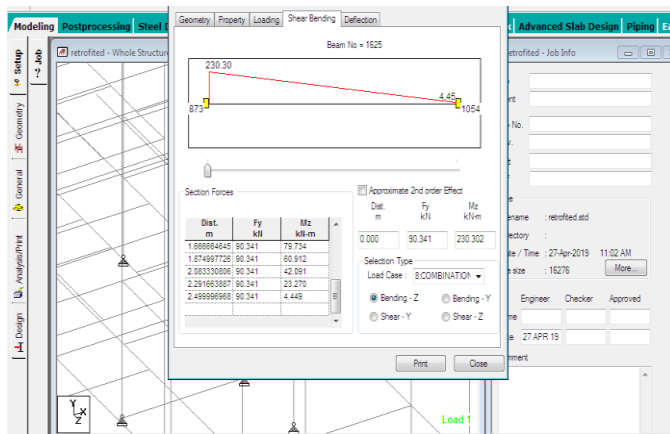 Modeling Postprocessing Steel Advanced Slab Design Piping
Geometry Property Loading Shear Bending Deflection
retrofited - Whole Structure
retrofited - Job Info
Setup
Job
Geometry
General
Analysis/Print
Design
Beam No = 1625
230.30
4.45
873
1054
Section Forces
Dist. Fy Mz
m kN kN-m
1.666664645 90.341 79.734
1.874997726 90.341 60.912
2.083330806 90.341 42.091
2.291663887 90.341 23.270
2.499996968 90.341 4.449
Approximate 2nd order Effect
Dist. Fy Mz
m kN kN-m
0.000 90.341 230.302
Selection Type
Load Case : 8:COMBINATION
Bending - Z Bending - Y
Shear - Y Shear - Z
Print Close
No.
: retrofited.std
: 27-Apr-2019 11:02 AM
size : 16276 More...
Engineer Checker Approved
27 APR 19
Y
X
Z
Load 1